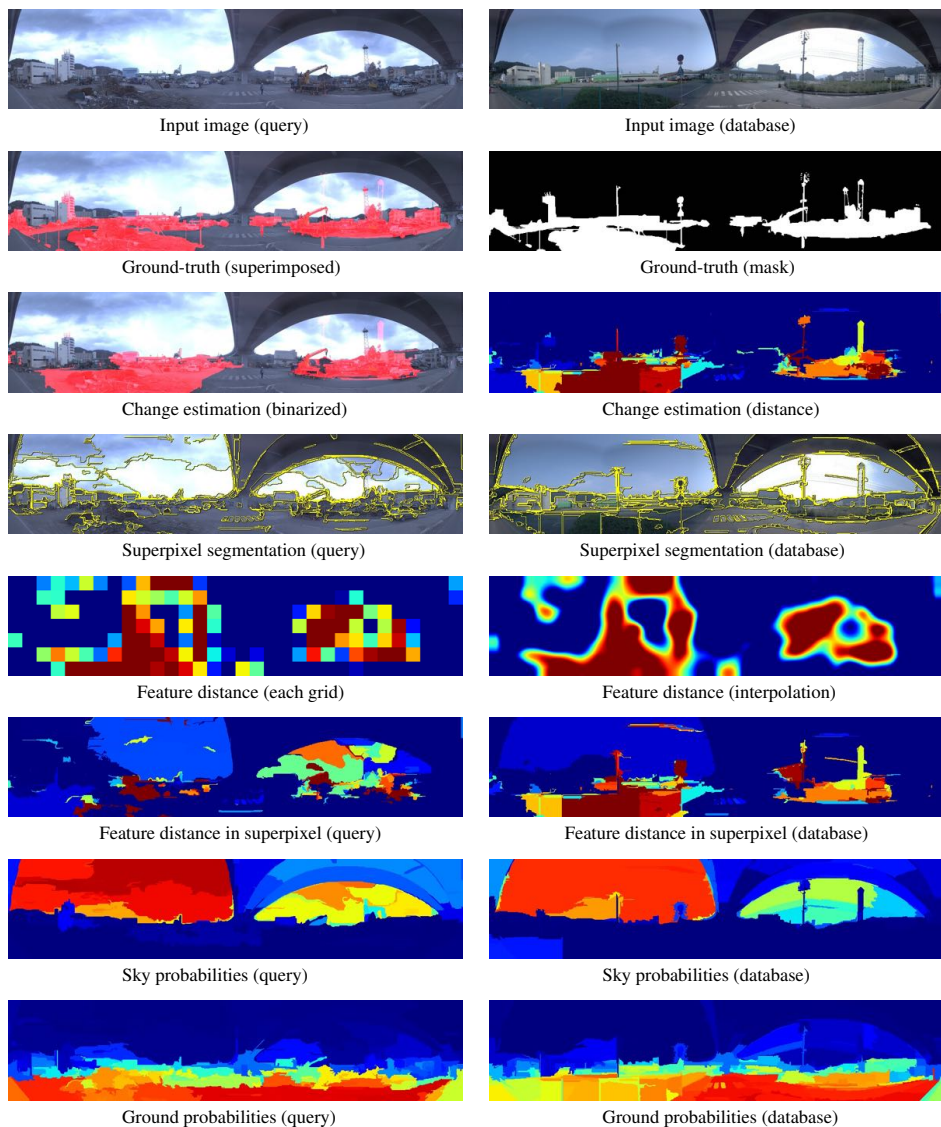 Input image (query)
Input image (database)
Ground-truth (superimposed)
Ground-truth (mask)
Change estimation (binarized)
Change estimation (distance)
Superpixel segmentation (query)
Superpixel segmentation (database)
Feature distance (each grid)
Feature distance (interpolation)
Feature distance in superpixel (query)
Feature distance in superpixel (database)
Sky probabilities (query)
Sky probabilities (database)
Ground probabilities (query)
Ground probabilities (database)